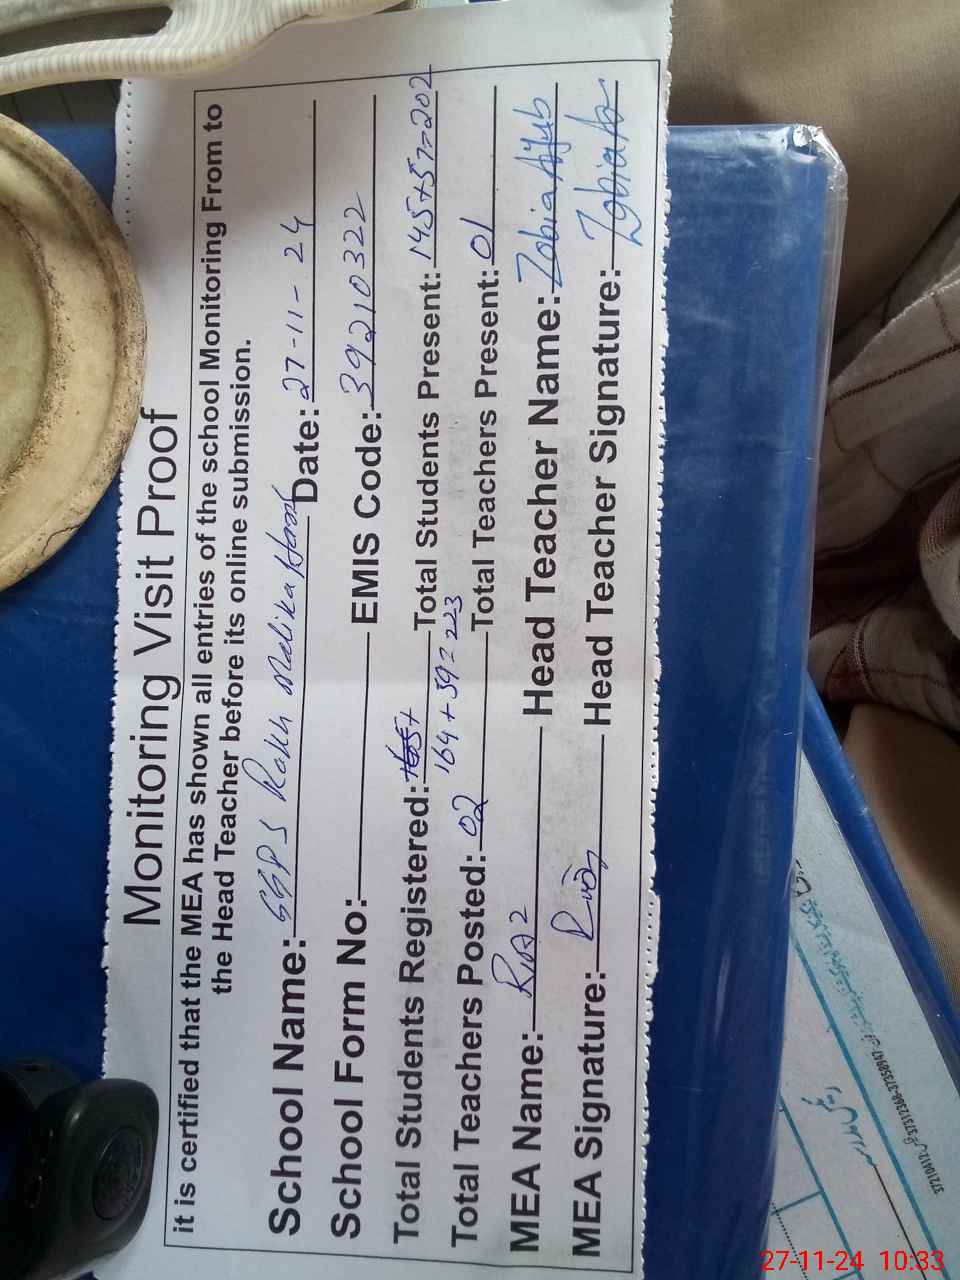 Monitoring Visit Proof
it is certified that the MEA has shown all entries of the school Monitoring From to
the Head Teacher before its online submission.
School Name: GGPS Rakh Malika Date: 27-11-24
School Form No: EMIS Code: 39210322
Total Students Registered: Total Students Present: 145+57=202
164+59=223
Total Teachers Posted: 02 Total Teachers Present: 01
MEA Name: Riaz Head Teacher Name: Zobia Ayub
MEA Signature: Riaz Head Teacher Signature: Zobia A
27-11-24 10:33